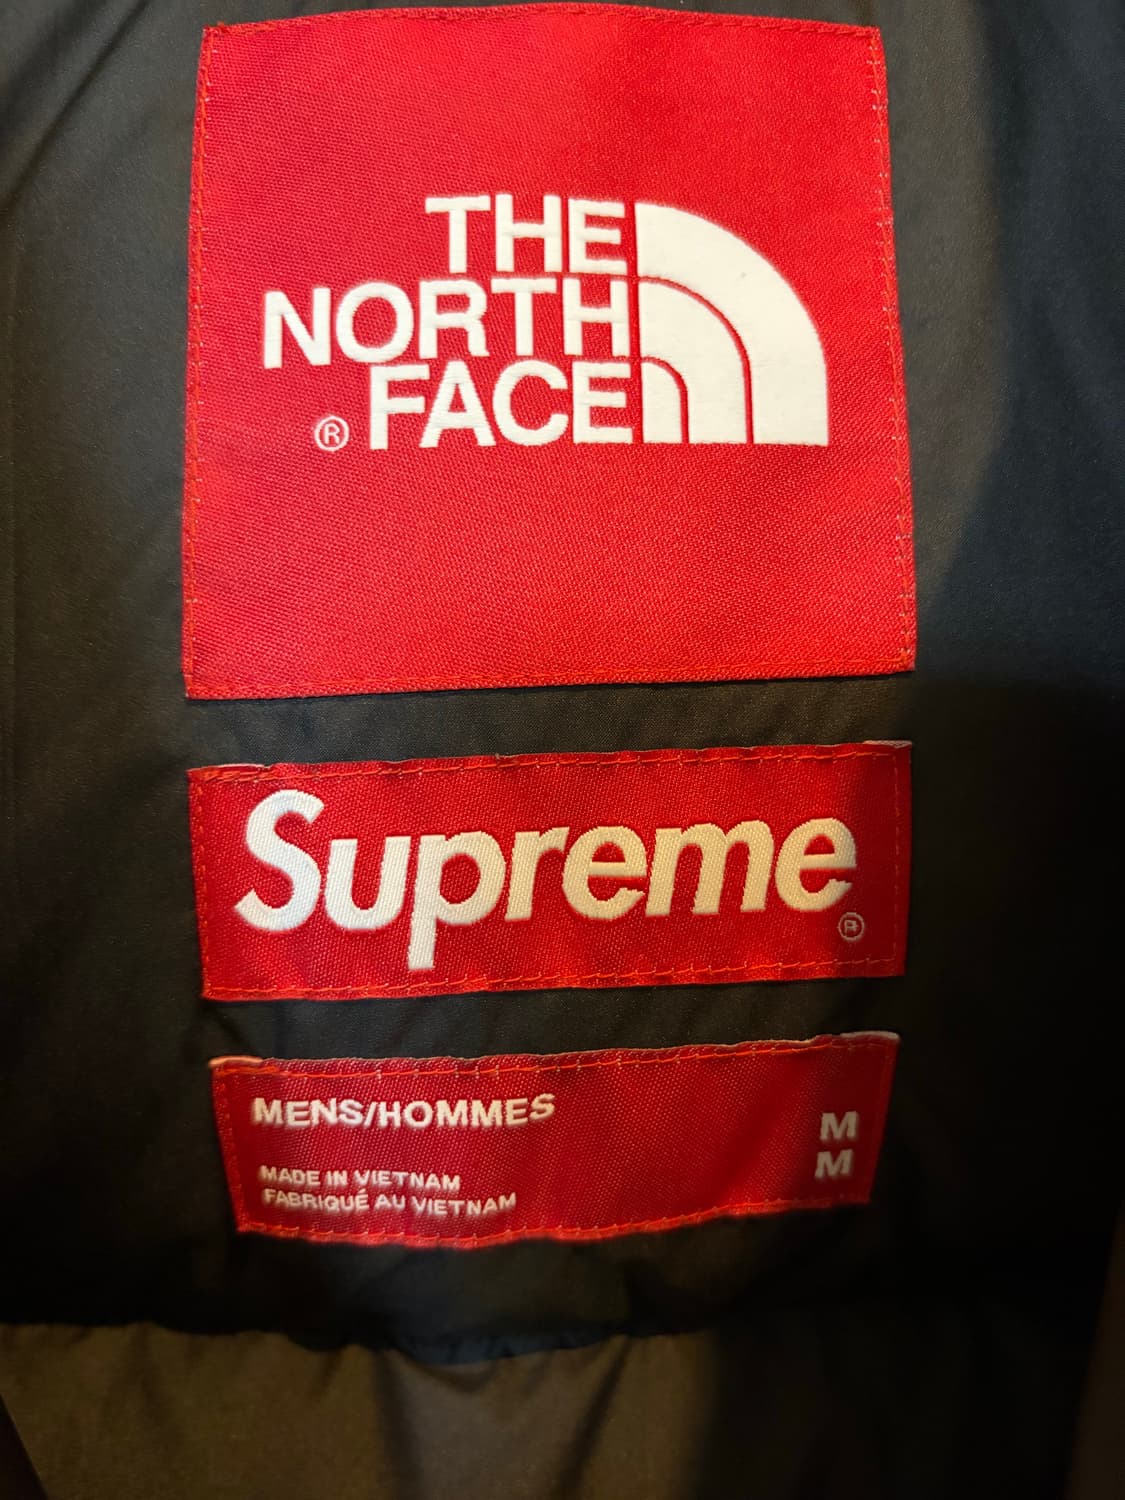 THE
NORTH
FACE
®
Supreme
®
MENS/HOMMES
M
M
MADE IN VIETNAM
FABRIQUÉ AU VIETNAM